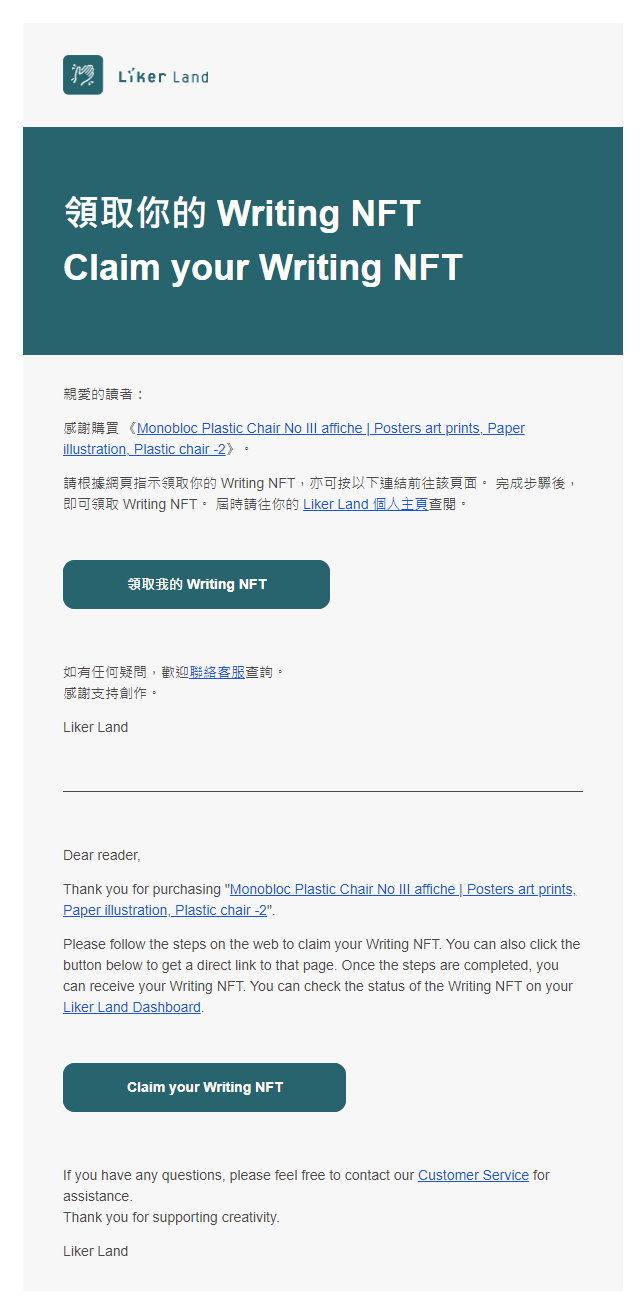 Liker Land
領取你的 Writing NFT
Claim your Writing NFT
親愛的讀者：
感謝購買 《Monobloc Plastic Chair No III affiche | Posters art prints, Paper
illustration, Plastic chair -2》。
請根據網頁指示領取你的 Writing NFT，亦可按以下連結前往該頁面。 完成步驟後，
即可領取 Writing NFT。 屆時請往你的 Liker Land 個人主頁查閱。
領取我的 Writing NFT
如有任何疑問，歡迎聯絡客服查詢。
感謝支持創作。
Liker Land
Dear reader,
Thank you for purchasing "Monobloc Plastic Chair No III affiche | Posters art prints,
Paper illustration, Plastic chair -2".
Please follow the steps on the web to claim your Writing NFT. You can also click the
button below to get a direct link to that page. Once the steps are completed, you
can receive your Writing NFT. You can check the status of the Writing NFT on your
Liker Land Dashboard.
Claim your Writing NFT
If you have any questions, please feel free to contact our Customer Service for
assistance.
Thank you for supporting creativity.
Liker Land